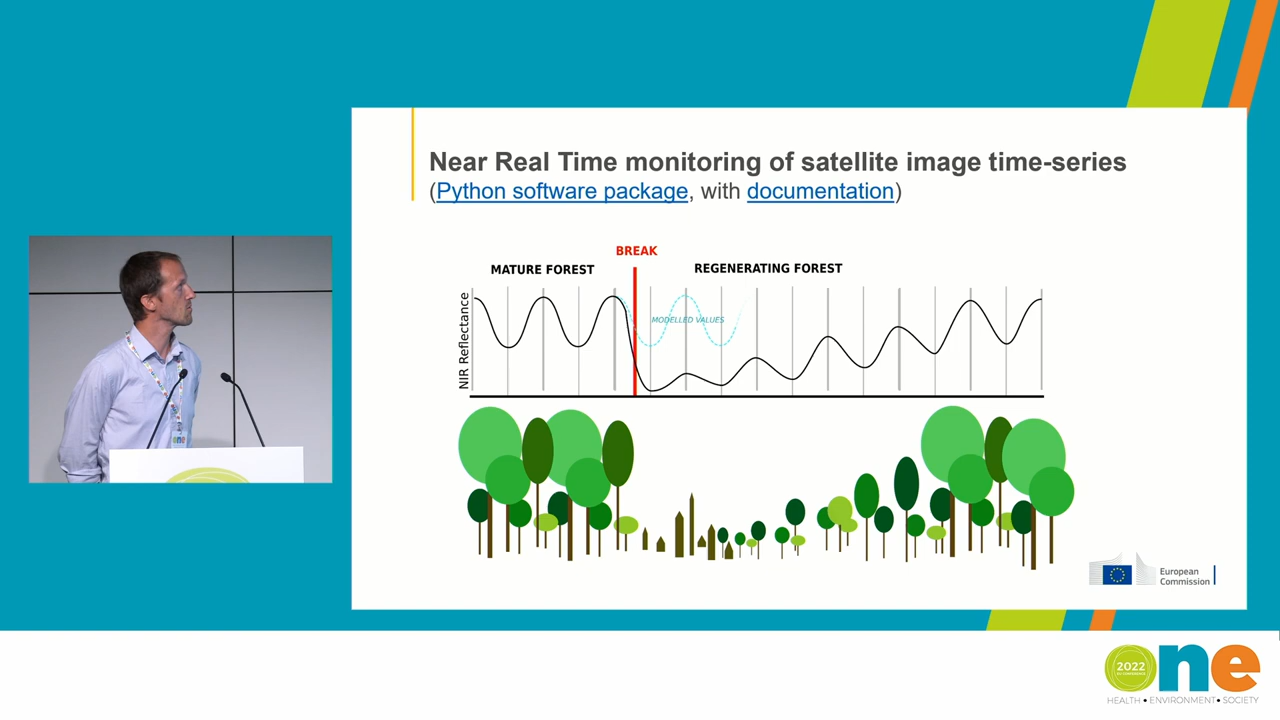 Near Real Time monitoring of satellite image time-series
(Python software package, with documentation)
BREAK
MATURE FOREST
REGENERATING FOREST
NIR Reflectance
MODELLED VALUES
one
European
Commission
one
2022
HEALTH • ENVIRONMENT • SOCIETY